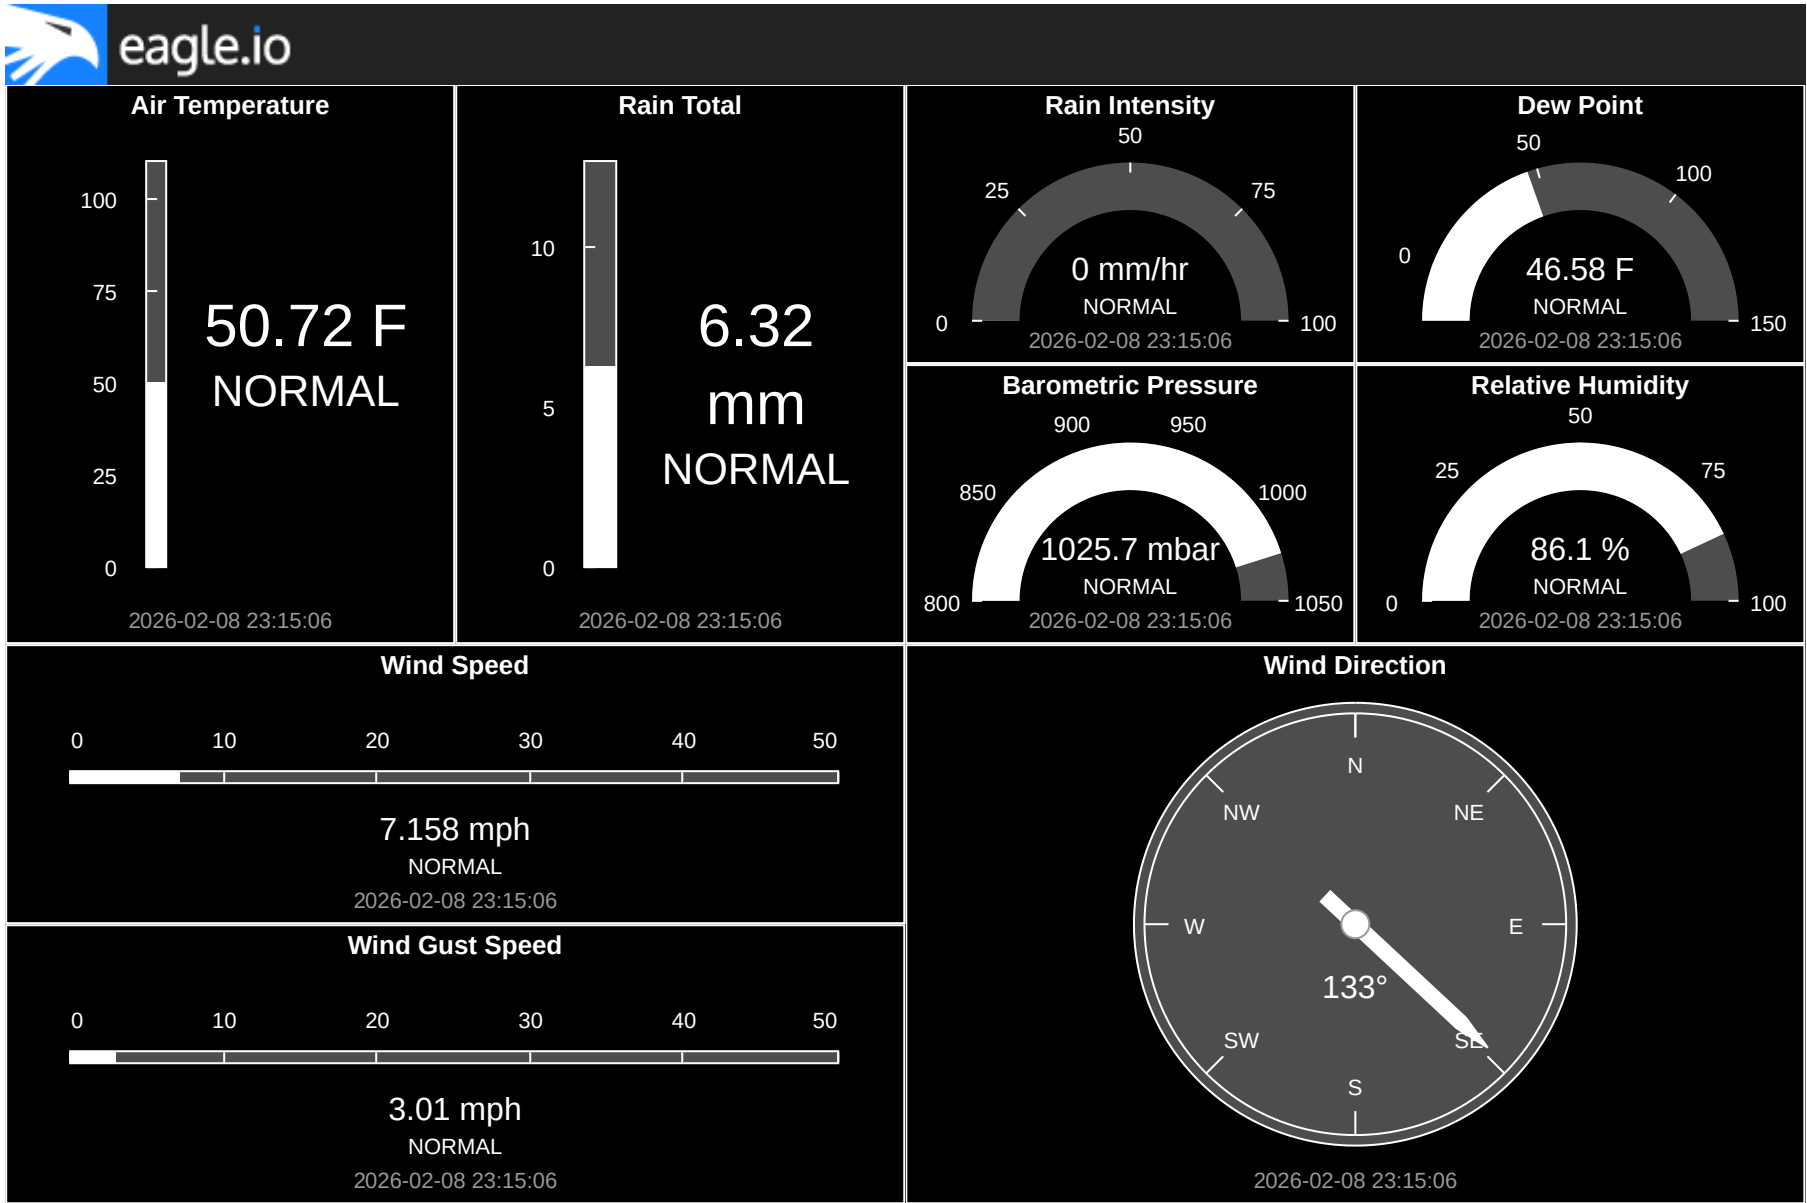 eagle.io
Air Temperature
100
75
50
25
0
50.72 F
NORMAL
2026-02-08 23:15:06
Rain Total
10
5
0
6.32
mm
NORMAL
2026-02-08 23:15:06
Rain Intensity
0
25
50
75
100
0 mm/hr
NORMAL
2026-02-08 23:15:06
Dew Point
0
50
100
150
46.58 F
NORMAL
2026-02-08 23:15:06
Barometric Pressure
800
850
900
950
1000
1050
1025.7 mbar
NORMAL
2026-02-08 23:15:06
Relative Humidity
0
25
50
75
100
86.1 %
NORMAL
2026-02-08 23:15:06
Wind Speed
0 10 20 30 40 50
7.158 mph
NORMAL
2026-02-08 23:15:06
Wind Gust Speed
0 10 20 30 40 50
3.01 mph
NORMAL
2026-02-08 23:15:06
Wind Direction
N
NW NE
W E
133°
SW SE
S
2026-02-08 23:15:06